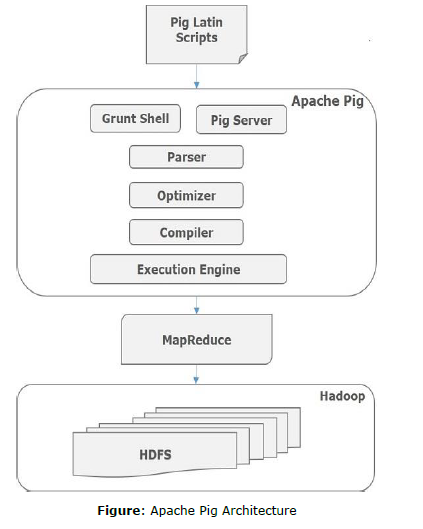 Pig Latin
Scripts
Apache Pig
Grunt Shell
Pig Server
Parser
Optimizer
Compiler
Execution Engine
MapReduce
Hadoop
HDFS
Figure: Apache Pig Architecture